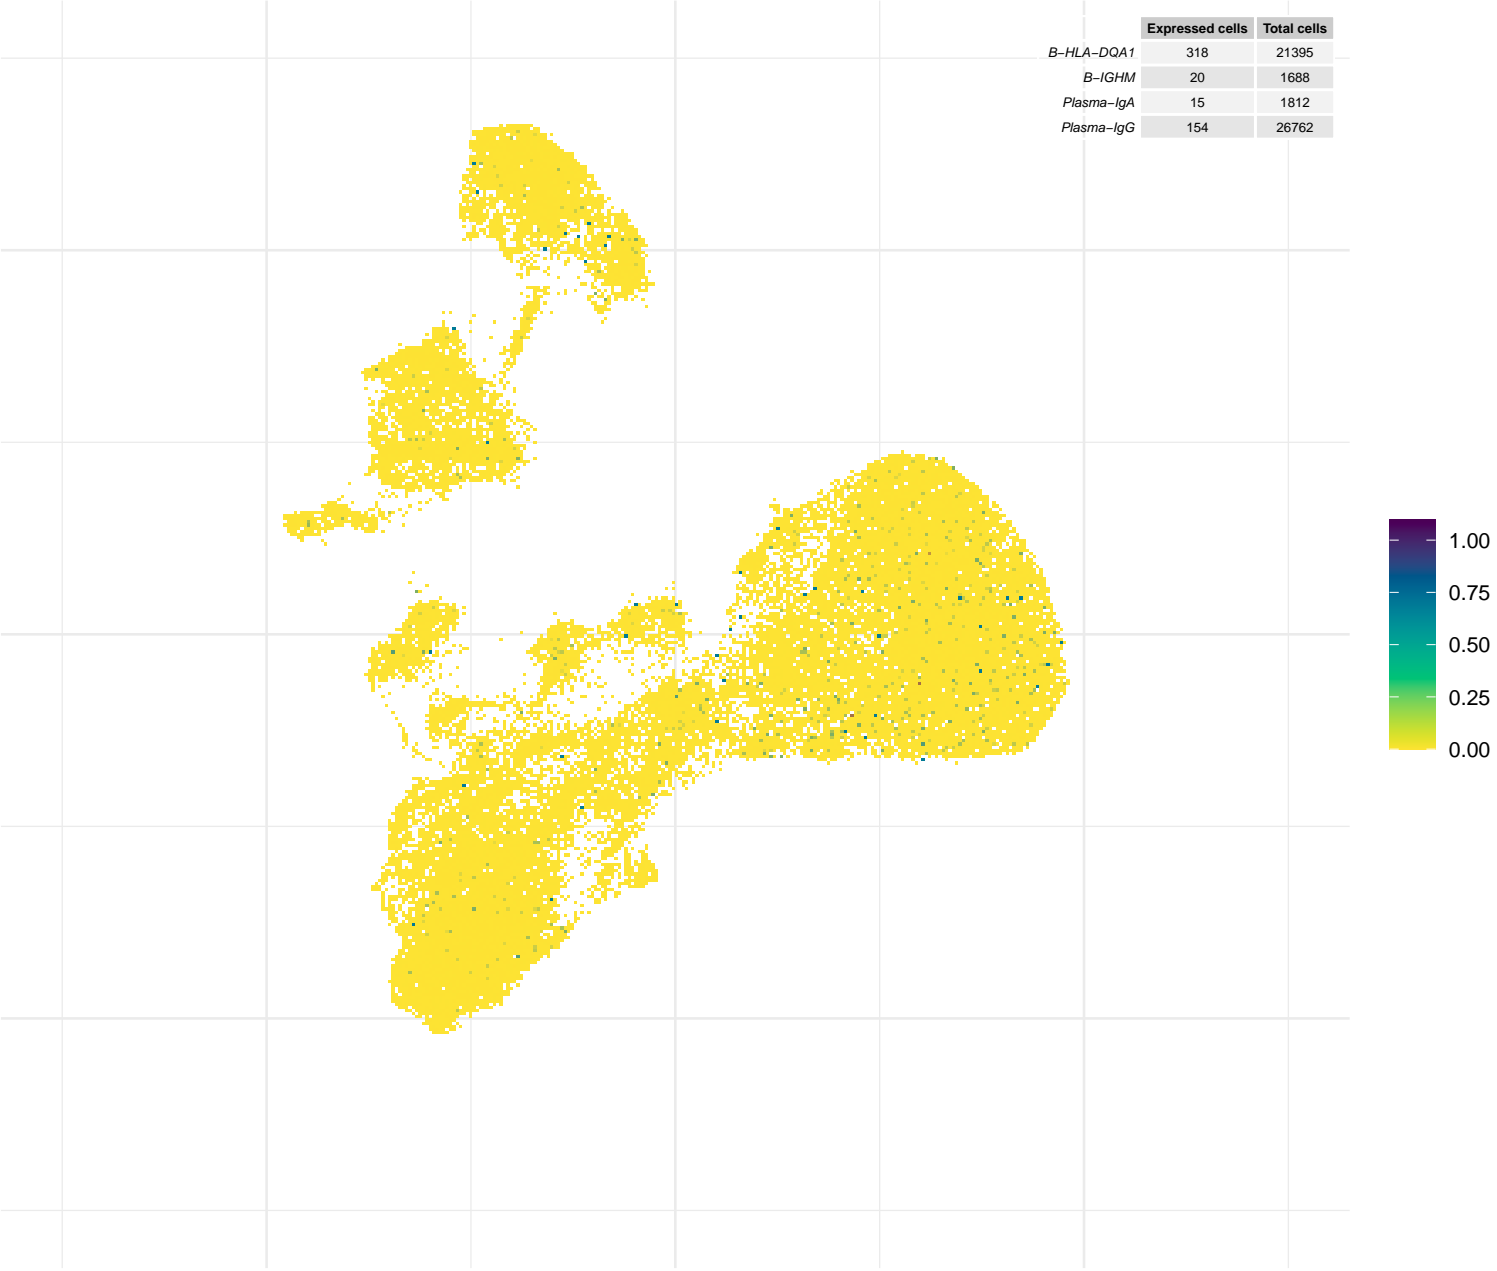 Expressed cells Total cells
B−HLA−DQA1 318 21395
B−IGHM 20 1688
Plasma−IgA 15 1812
Plasma−IgG 154 26762
1.00
0.75
0.50
0.25
0.00